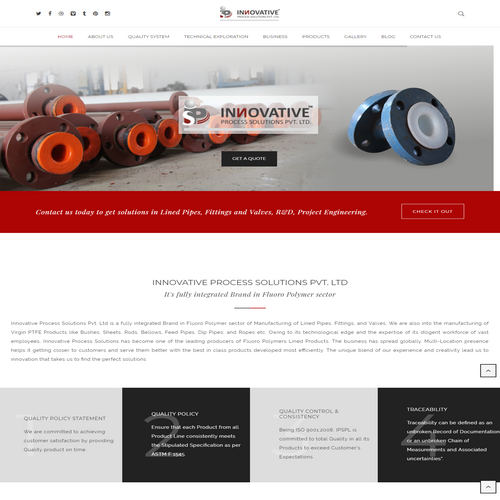 INNOVATIVE
PROCESS SOLUTIONS PVT. LTD.
HOME ABOUT US QUALITY SYSTEM TECHNICAL EXPLORATION BUSINESS PRODUCTS GALLERY BLOG CONTACT US
INNOVATIVE™
PROCESS SOLUTIONS PVT. LTD.
GET A QUOTE
Contact us today to get solutions in Lined Pipes, Fittings and Valves, R&D, Project Engineering.
CHECK IT OUT
INNOVATIVE PROCESS SOLUTIONS PVT. LTD
It's fully integrated Brand in Fluoro Polymer sector
Innovative Process Solutions Pvt. Ltd is a fully integrated Brand in Fluoro Polymer sector of Manufacturing of Lined Pipes, Fittings, and Valves. We are also into the manufacturing of
Virgin PTFE Products like Bushes, Sheets, Rods, Bellows, Feed Pipes, Dip Pipes, and Ropes etc. Owing to its technological edge and the expertise of its diligent workforce of vast
employees, Innovative Process Solutions has become one of the leading producers of Fluoro Polymers Lined Products. The business has spread globally. Multi-Location presence
helps it getting closer to customers and serve them better with the best in class products developed most efficiently. The unique blend of our experience and creativity lead us to
innovation that takes us to find the perfect solutions.
QUALITY POLICY STATEMENT
We are committed to achieving
customer satisfaction by providing
Quality product on time.
2
QUALITY POLICY
Ensure that each Product from all
Product Line consistently meets
the Stipulated Specification as per
ASTM F:1545.
QUALITY CONTROL &
CONSISTENCY
Being ISO 9001:2008, IPSPL is
committed to total Quality in all its
Products to exceed Customer's
Expectations.
4
TRACEABILITY
Traceability can be defined as an
unbroken Record of Documentation
or an unbroken Chain of
Measurements and Associated
uncertainties".